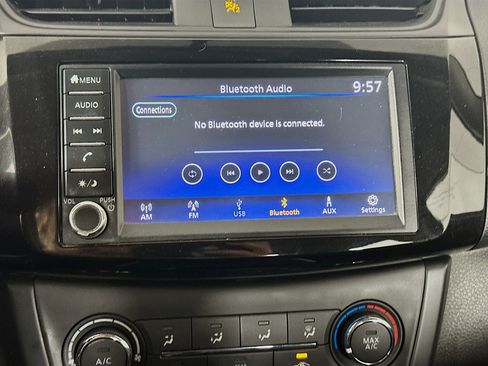 MENU
Bluetooth Audio
9:57
Connections
AUDIO
No Bluetooth device is connected.
VOL
PUSH
AM
FM
USB
Bluetooth
AUX
Settings
A/C
MAX
A/C